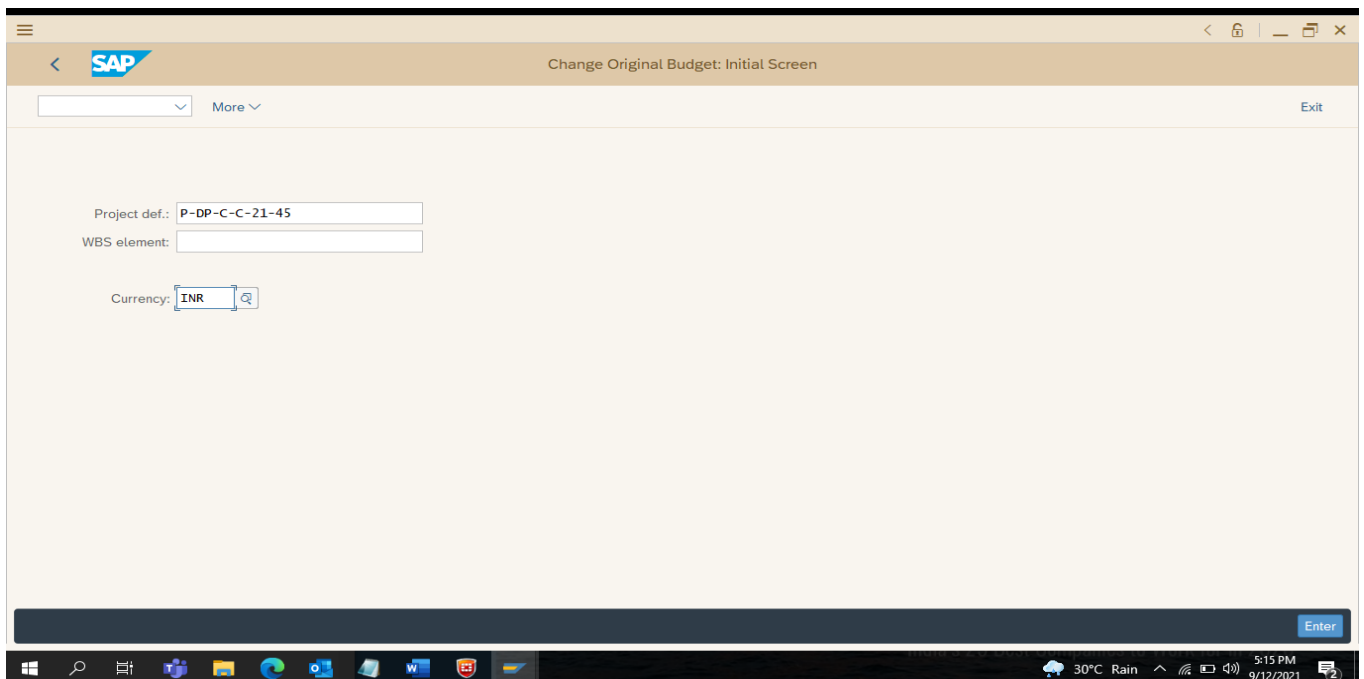 SAP
Change Original Budget: Initial Screen
More
Exit
Project def.: P-DP-C-C-21-45
WBS element:
Currency: INR
Enter
30°C Rain
5:15 PM
9/12/2021
2